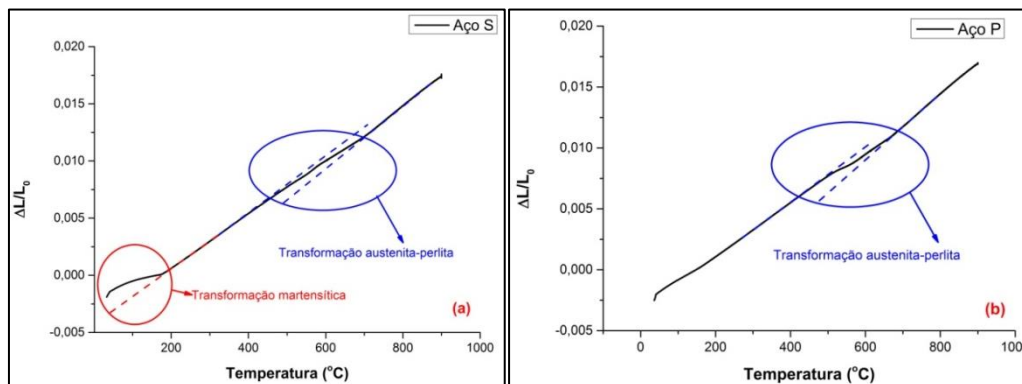 Aço S
0,020
0,015
0,010
0,005
0,000
-0,005
ΔL/L0
Transformação austenita-perlita
Transformação martensítica
(a)
200 400 600 800 1000
Temperatura (°C)
Aço P
0,020
0,015
0,010
0,005
0,000
-0,005
ΔL/L0
Transformação austenita-perlita
(b)
0 200 400 600 800 1000
Temperatura (°C)